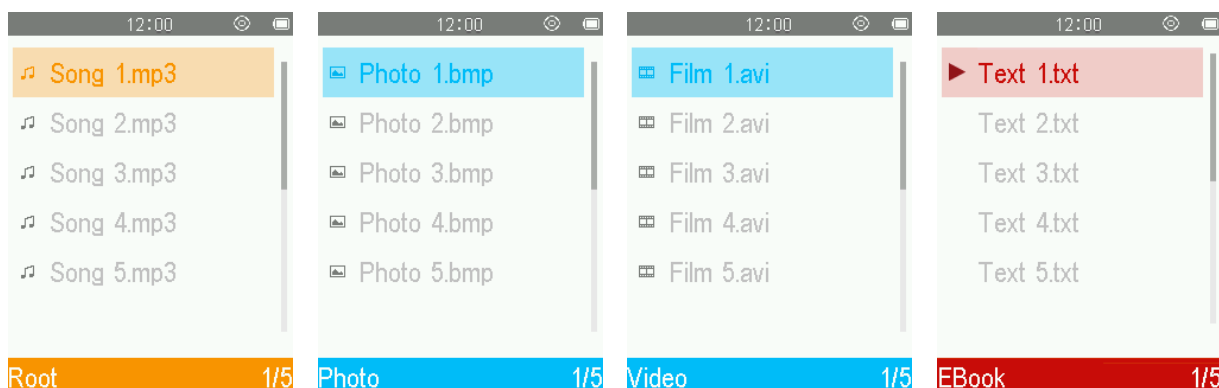 12:00
Song 1.mp3
Song 2.mp3
Song 3.mp3
Song 4.mp3
Song 5.mp3
Root 1/5
12:00
Photo 1.bmp
Photo 2.bmp
Photo 3.bmp
Photo 4.bmp
Photo 5.bmp
Photo 1/5
12:00
Film 1.avi
Film 2.avi
Film 3.avi
Film 4.avi
Film 5.avi
Video 1/5
12:00
Text 1.txt
Text 2.txt
Text 3.txt
Text 4.txt
Text 5.txt
EBook 1/5